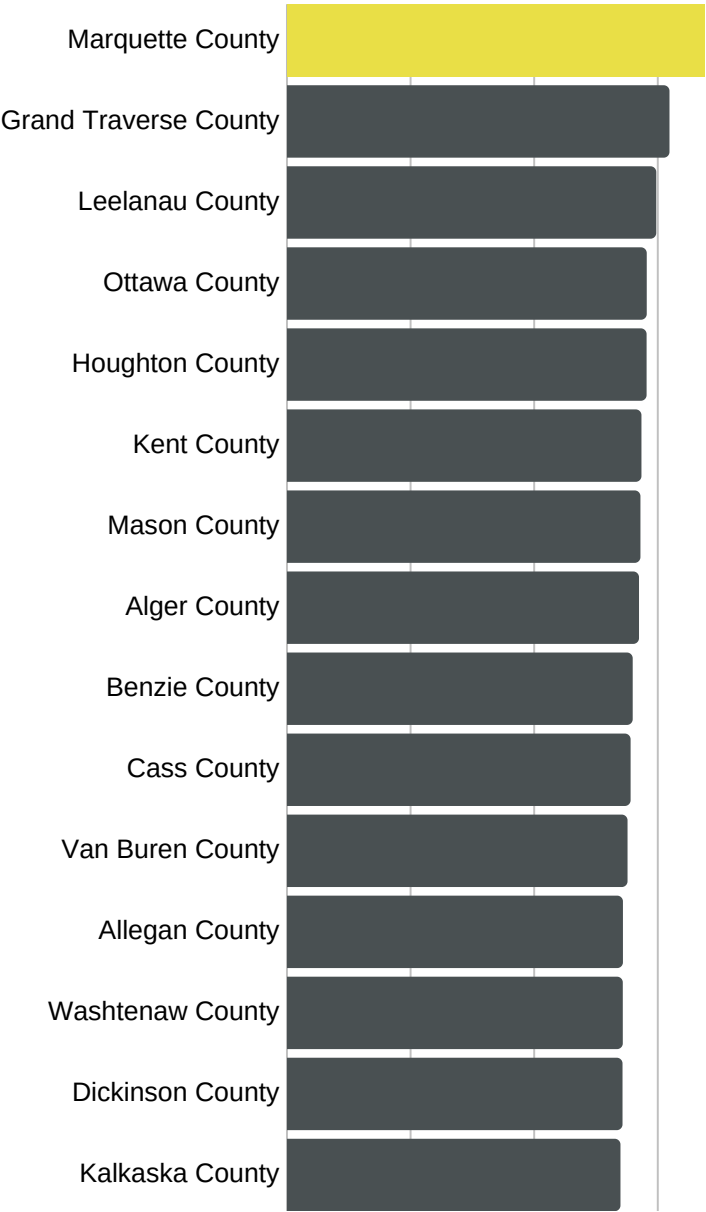 Marquette County
Grand Traverse County
Leelanau County
Ottawa County
Houghton County
Kent County
Mason County
Alger County
Benzie County
Cass County
Van Buren County
Allegan County
Washtenaw County
Dickinson County
Kalkaska County